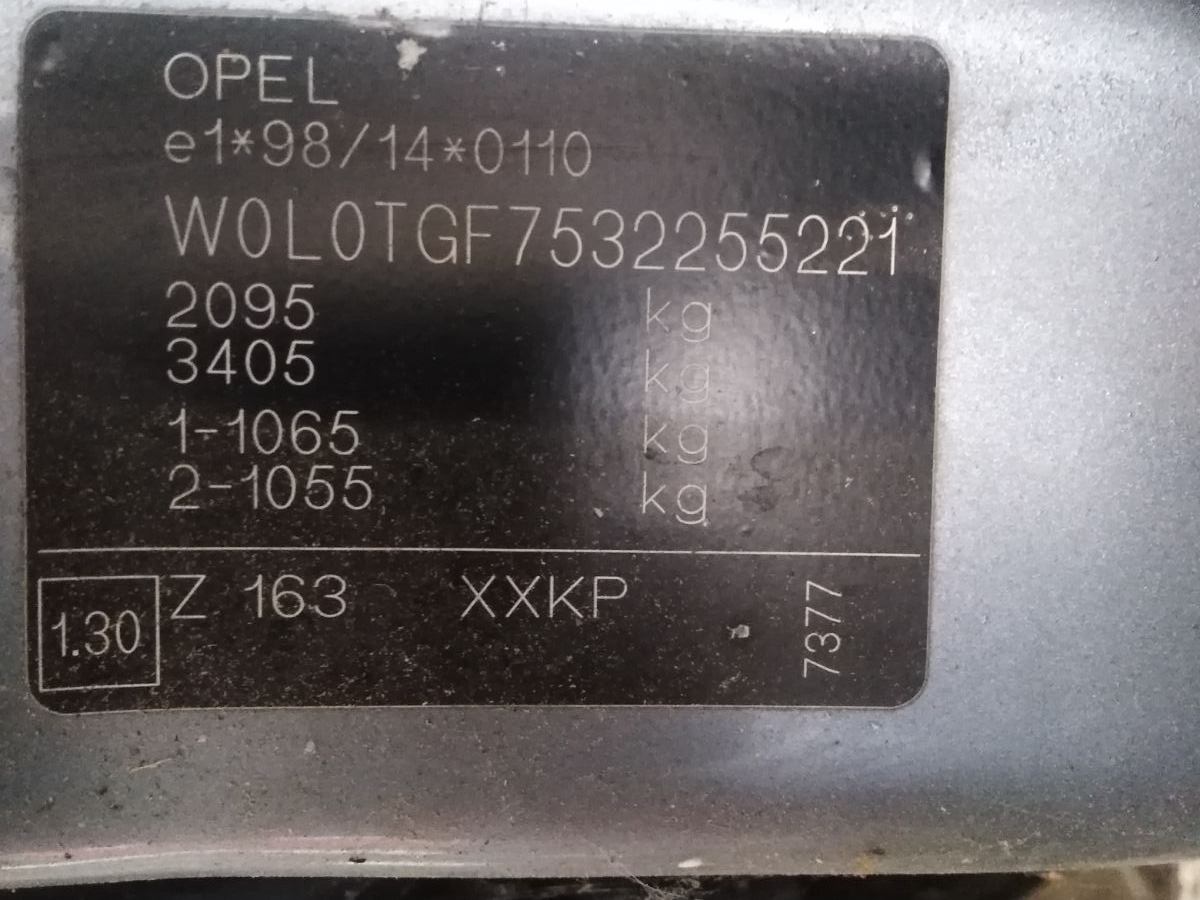 OPEL
e1*98/14*0110
W0L0TGF7532255221
2095 kg
3405 kg
1-1065 kg
2-1055 kg
1.30 Z 163 XXKP 7377